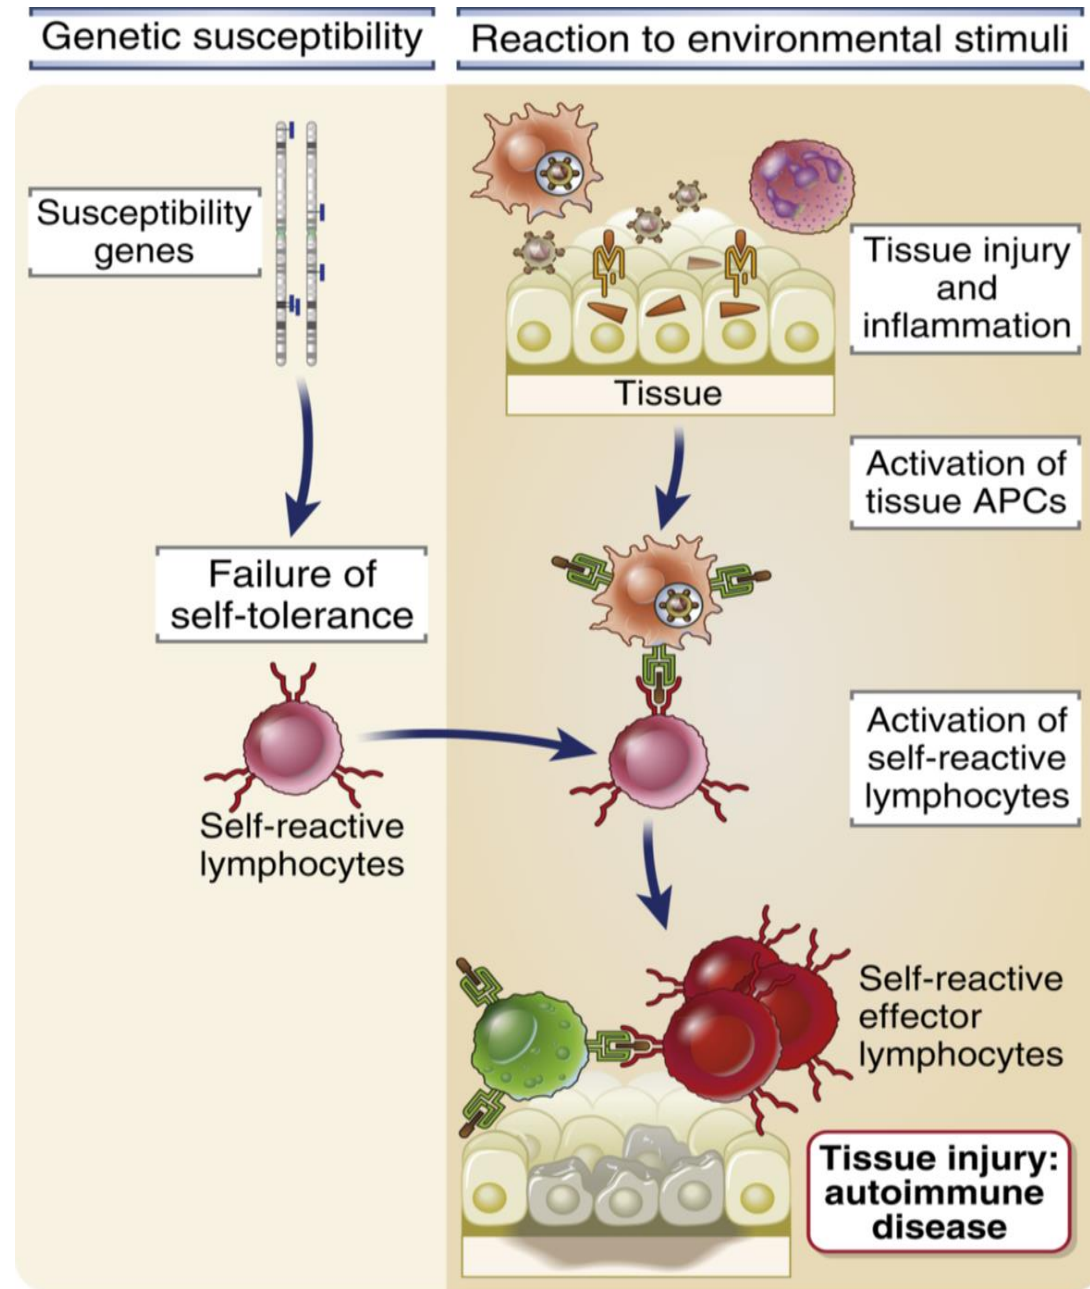 Genetic susceptibility
Reaction to environmental stimuli
Susceptibility
genes
Tissue injury
and
inflammation
Tissue
Activation of
tissue APCs
Failure of
self-tolerance
Activation of
self-reactive
lymphocytes
Self-reactive
lymphocytes
Self-reactive
effector
lymphocytes
Tissue injury:
autoimmune
disease